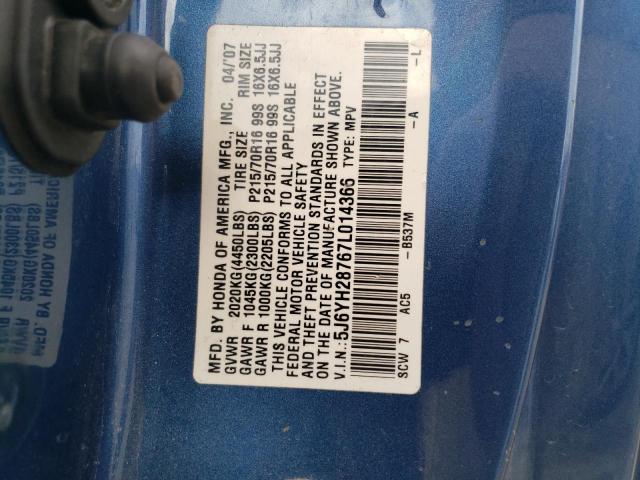 MFD. BY HONDA OF AMERICA MFG., INC. 04/'07
GVWR 2020KG(4450LBS) TIRE SIZE RIM SIZE
GAWR F 1045KG(2300LBS) P215/70R16 99S 16X6.5JJ
GAWR R 1000KG(2205LBS) P215/70R16 99S 16X6.5JJ
THIS VEHICLE CONFORMS TO ALL APPLICABLE
FEDERAL MOTOR VEHICLE SAFETY
AND THEFT PREVENTION STANDARDS IN EFFECT
ON THE DATE OF MANUFACTURE SHOWN ABOVE.
V.I.N.: 5J6YH28767L014366 TYPE: MPV
SCW 7 AC5 -B537M -A -L